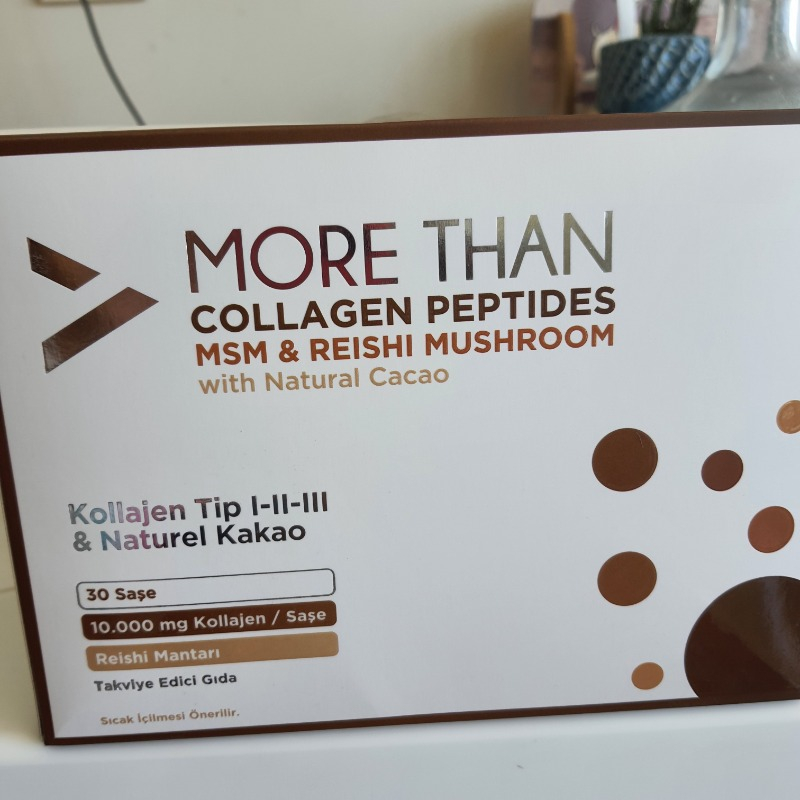 MORE THAN
COLLAGEN PEPTIDES
MSM & REISHI MUSHROOM
with Natural Cacao
Kollajen Tip I-II-III
& Naturel Kakao
30 Saşe
10.000 mg Kollajen / Saşe
Reishi Mantarı
Takviye Edici Gıda
Sıcak İçilmesi Önerilir.